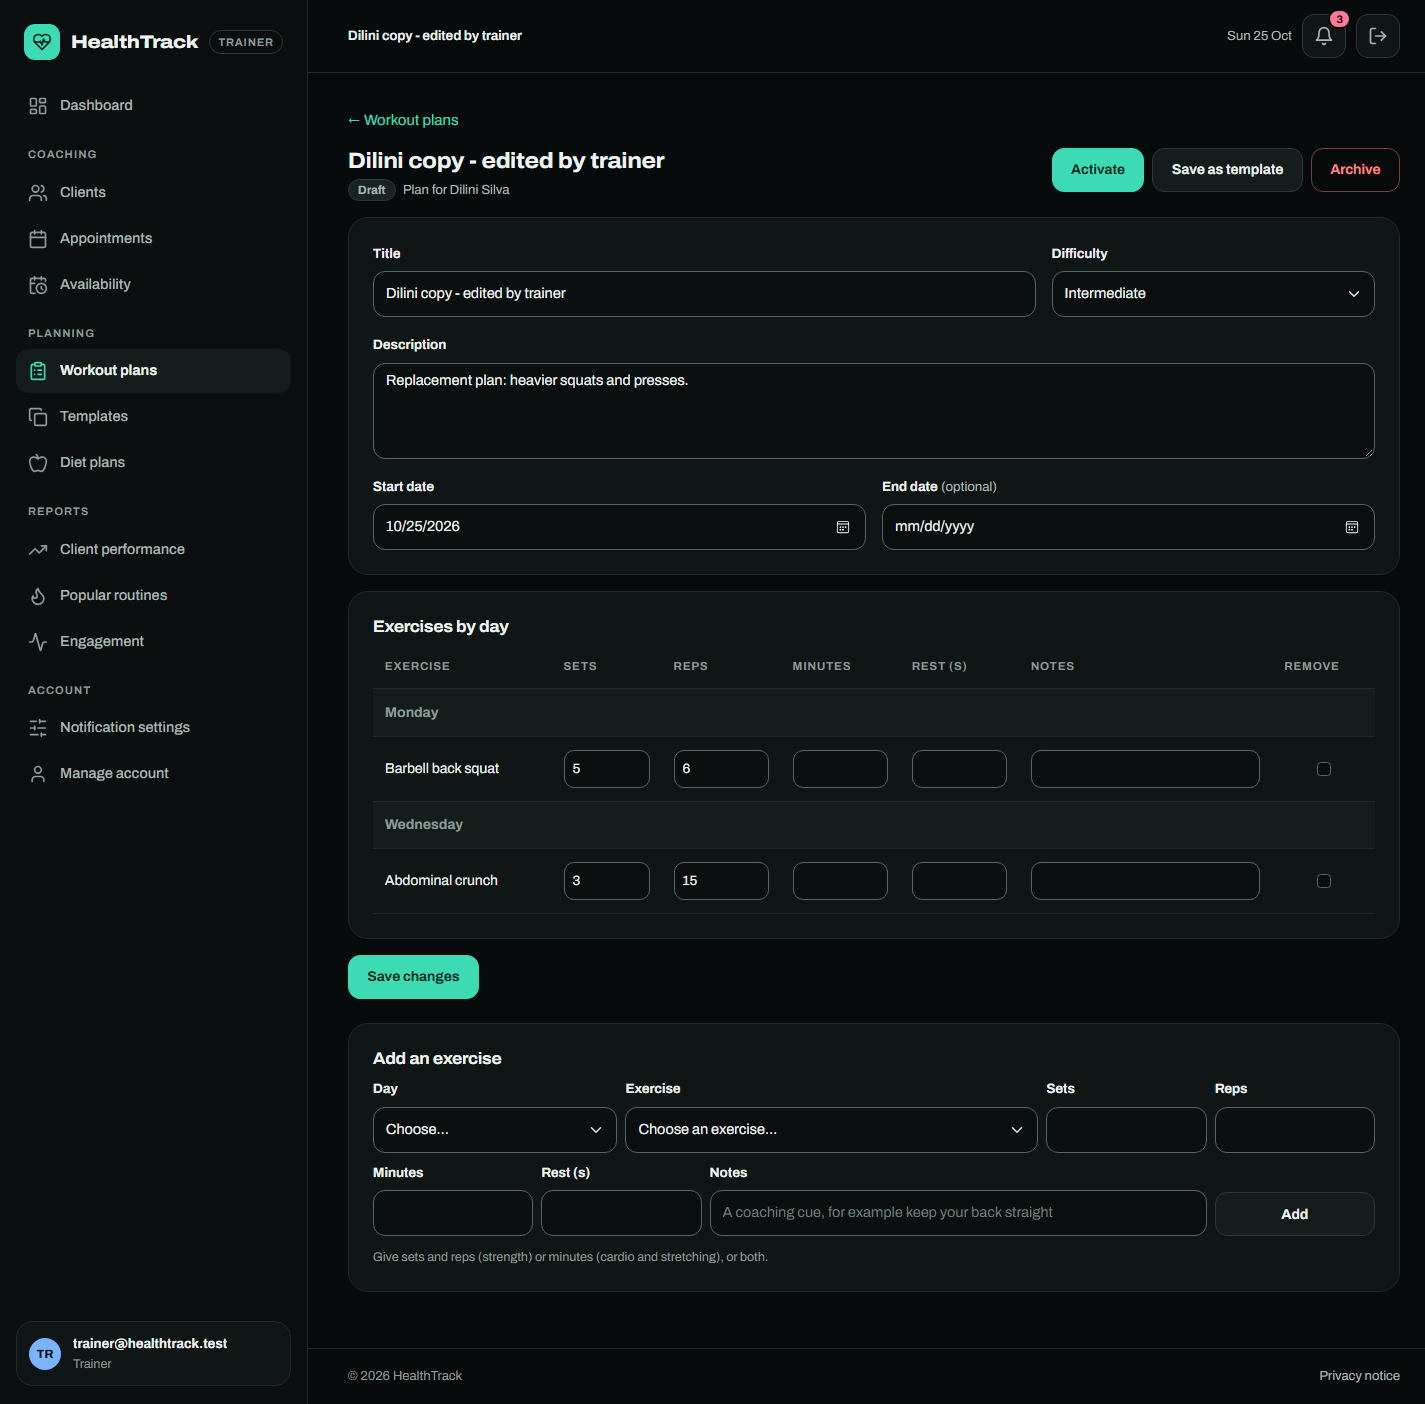 HealthTrack TRAINER
Dashboard
COACHING
Clients
Appointments
Availability
PLANNING
Workout plans
Templates
Diet plans
REPORTS
Client performance
Popular routines
Engagement
ACCOUNT
Notification settings
Manage account
TR
trainer@healthtrack.test
Trainer
Dilini copy - edited by trainer
Sun 25 Oct
3
← Workout plans
Dilini copy - edited by trainer
Draft Plan for Dilini Silva
Activate Save as template Archive
Title Difficulty
Dilini copy - edited by trainer Intermediate
Description
Replacement plan: heavier squats and presses.
Start date End date (optional)
10/25/2026 mm/dd/yyyy
Exercises by day
EXERCISE SETS REPS MINUTES REST (S) NOTES REMOVE
Monday
Barbell back squat 5 6
Wednesday
Abdominal crunch 3 15
Save changes
Add an exercise
Day Exercise Sets Reps
Choose... Choose an exercise...
Minutes Rest (s) Notes
A coaching cue, for example keep your back straight Add
Give sets and reps (strength) or minutes (cardio and stretching), or both.
© 2026 HealthTrack Privacy notice